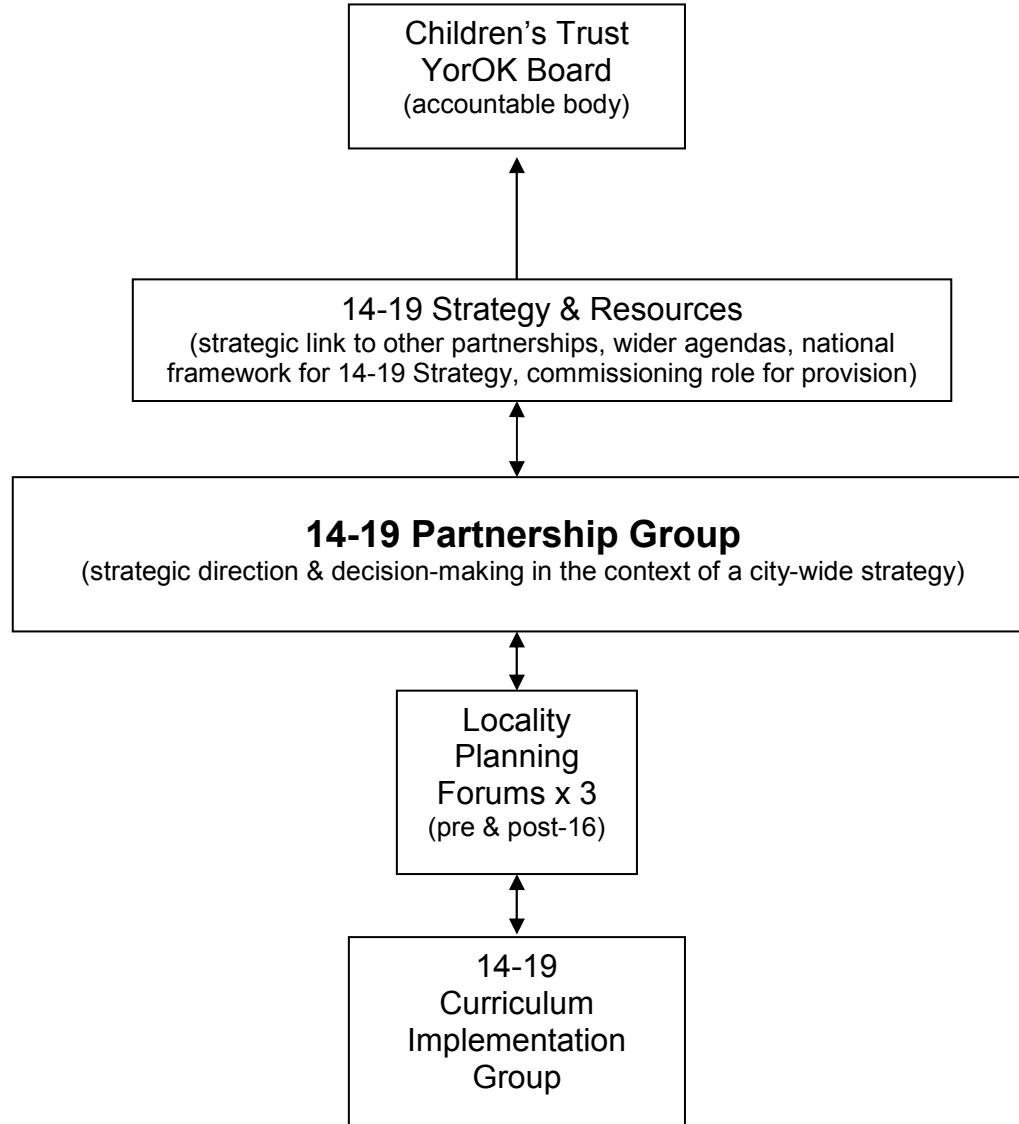 Children’s Trust
YorOK Board
(accountable body)
14-19 Strategy & Resources
(strategic link to other partnerships, wider agendas, national
framework for 14-19 Strategy, commissioning role for provision)
14-19 Partnership Group
(strategic direction & decision-making in the context of a city-wide strategy)
Locality
Planning
Forums x 3
(pre & post-16)
14-19
Curriculum
Implementation
Group